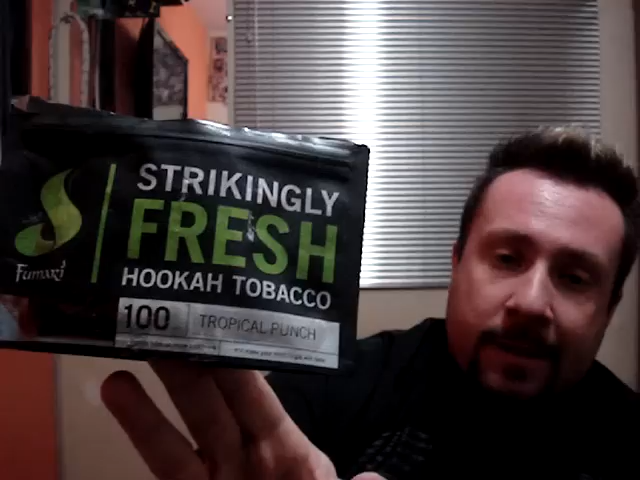 Fumari
STRIKINGLY
FRESH
HOOKAH TOBACCO
100 TROPICAL PUNCH